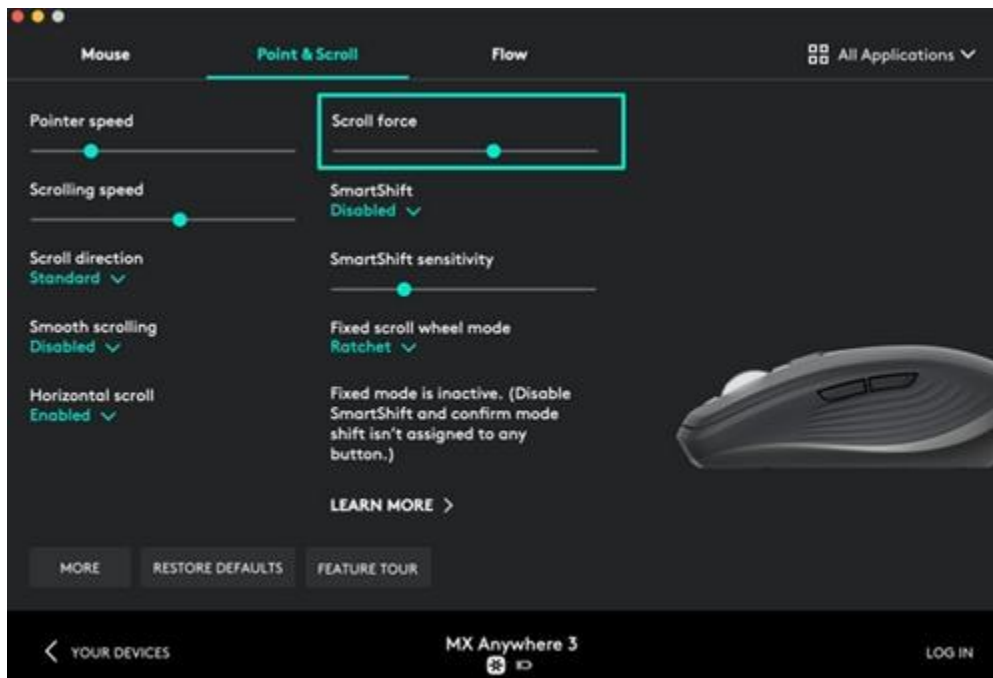 Mouse
Point & Scroll
Flow
All Applications
Pointer speed
Scrolling speed
Scroll direction
Standard
Smooth scrolling
Disabled
Horizontal scroll
Enabled
Scroll force
SmartShift
Disabled
SmartShift sensitivity
Fixed scroll wheel mode
Ratchet
Fixed mode is inactive. (Disable
SmartShift and confirm mode
shift isn't assigned to any
button.)
LEARN MORE
MORE
RESTORE DEFAULTS
FEATURE TOUR
YOUR DEVICES
MX Anywhere 3
LOG IN